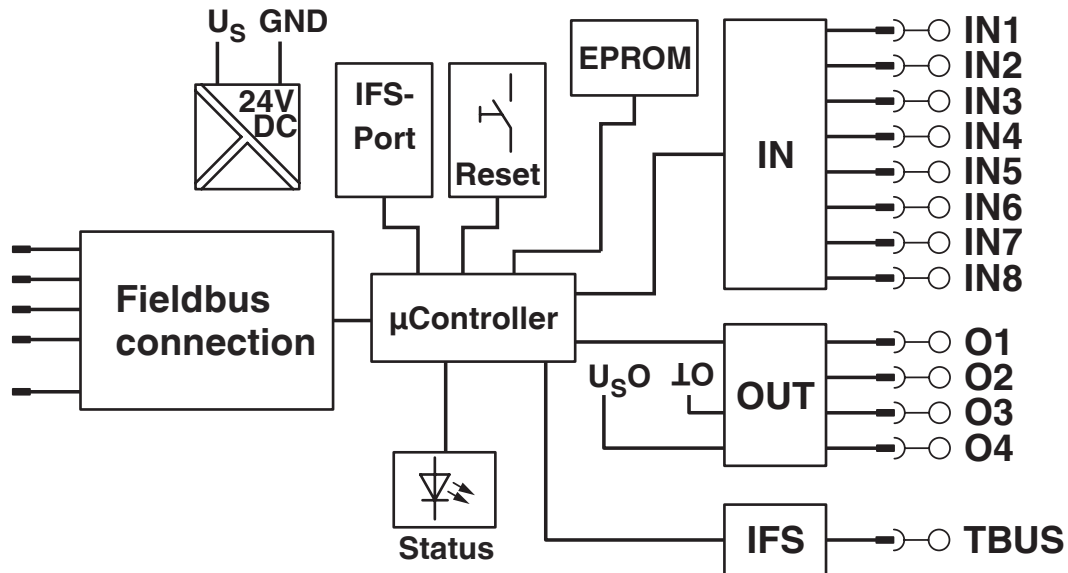 US GND
24V
DC
IFS-
Port
Reset
EPROM
IN
IN1
IN2
IN3
IN4
IN5
IN6
IN7
IN8
Fieldbus
connection
µController
USO
⊥O
OUT
O1
O2
O3
O4
Status
IFS
TBUS